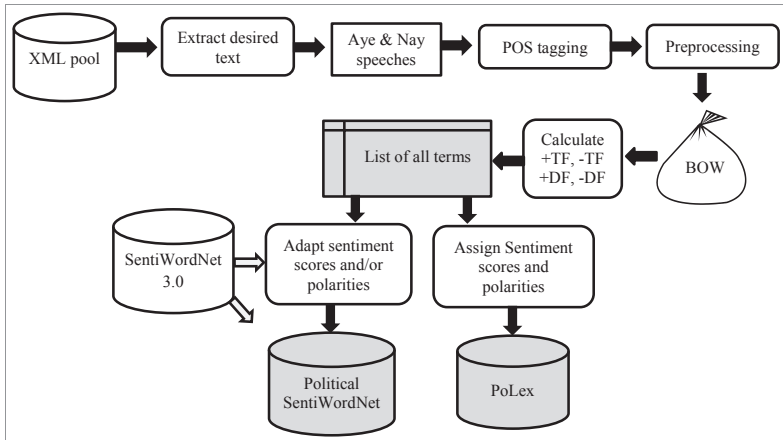 XML pool
Extract desired
text
Aye & Nay
speeches
POS tagging
Preprocessing
BOW
Calculate
+TF, -TF
+DF, -DF
List of all terms
SentiWordNet
3.0
Adapt sentiment
scores and/or
polarities
Assign Sentiment
scores and
polarities
Political
SentiWordNet
PoLex